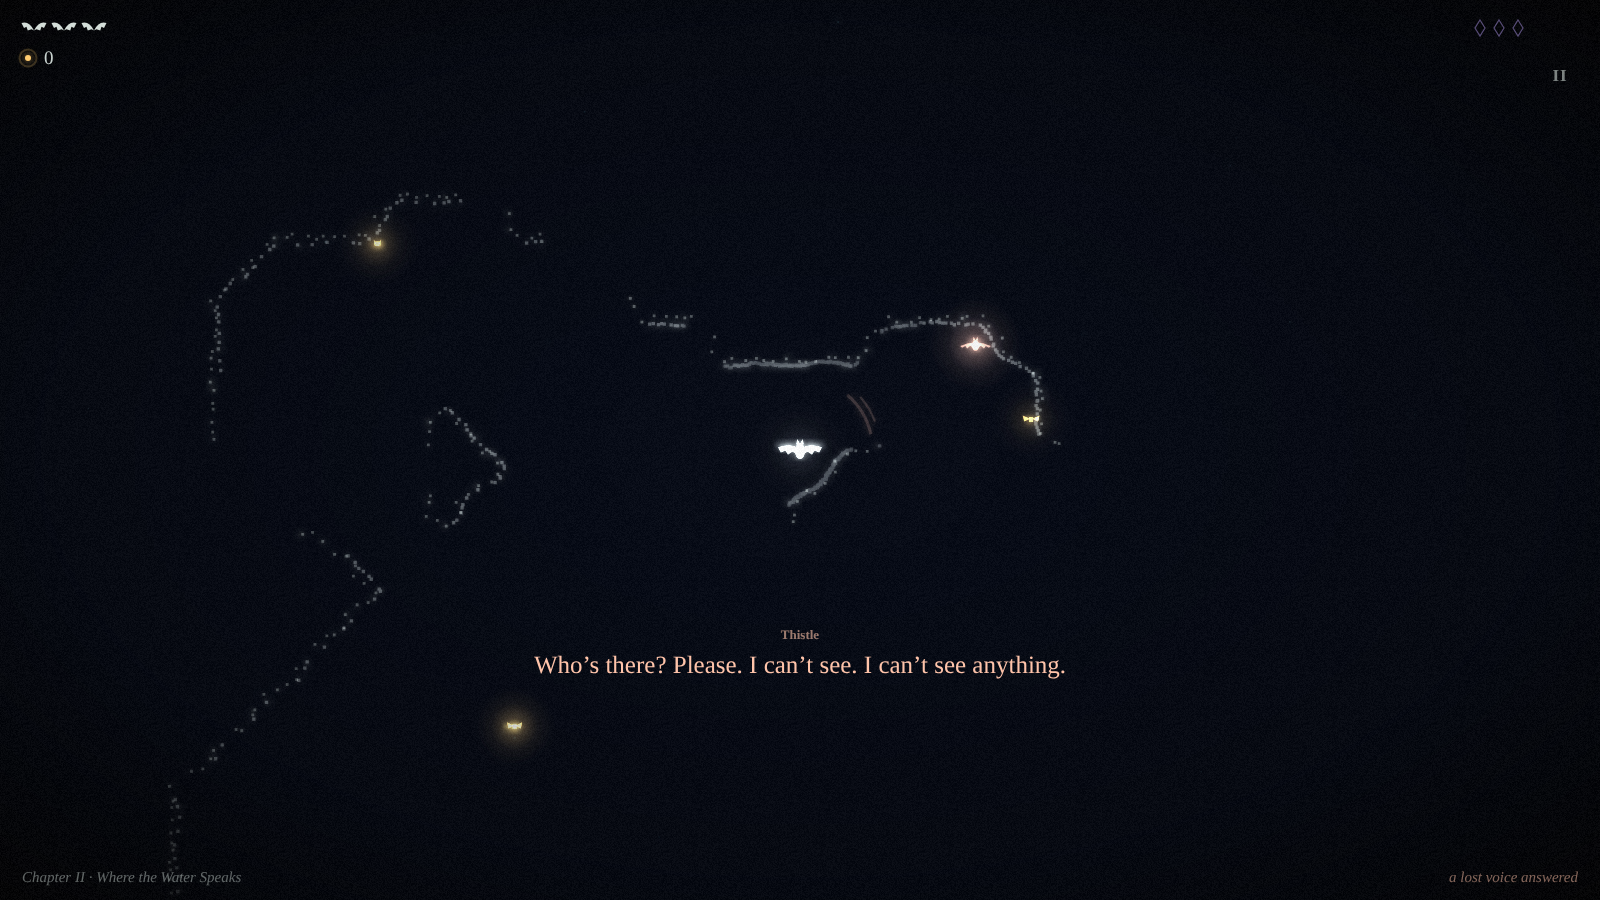 0
II
Thistle
Who’s there? Please. I can’t see. I can’t see anything.
Chapter II · Where the Water Speaks
a lost voice answered